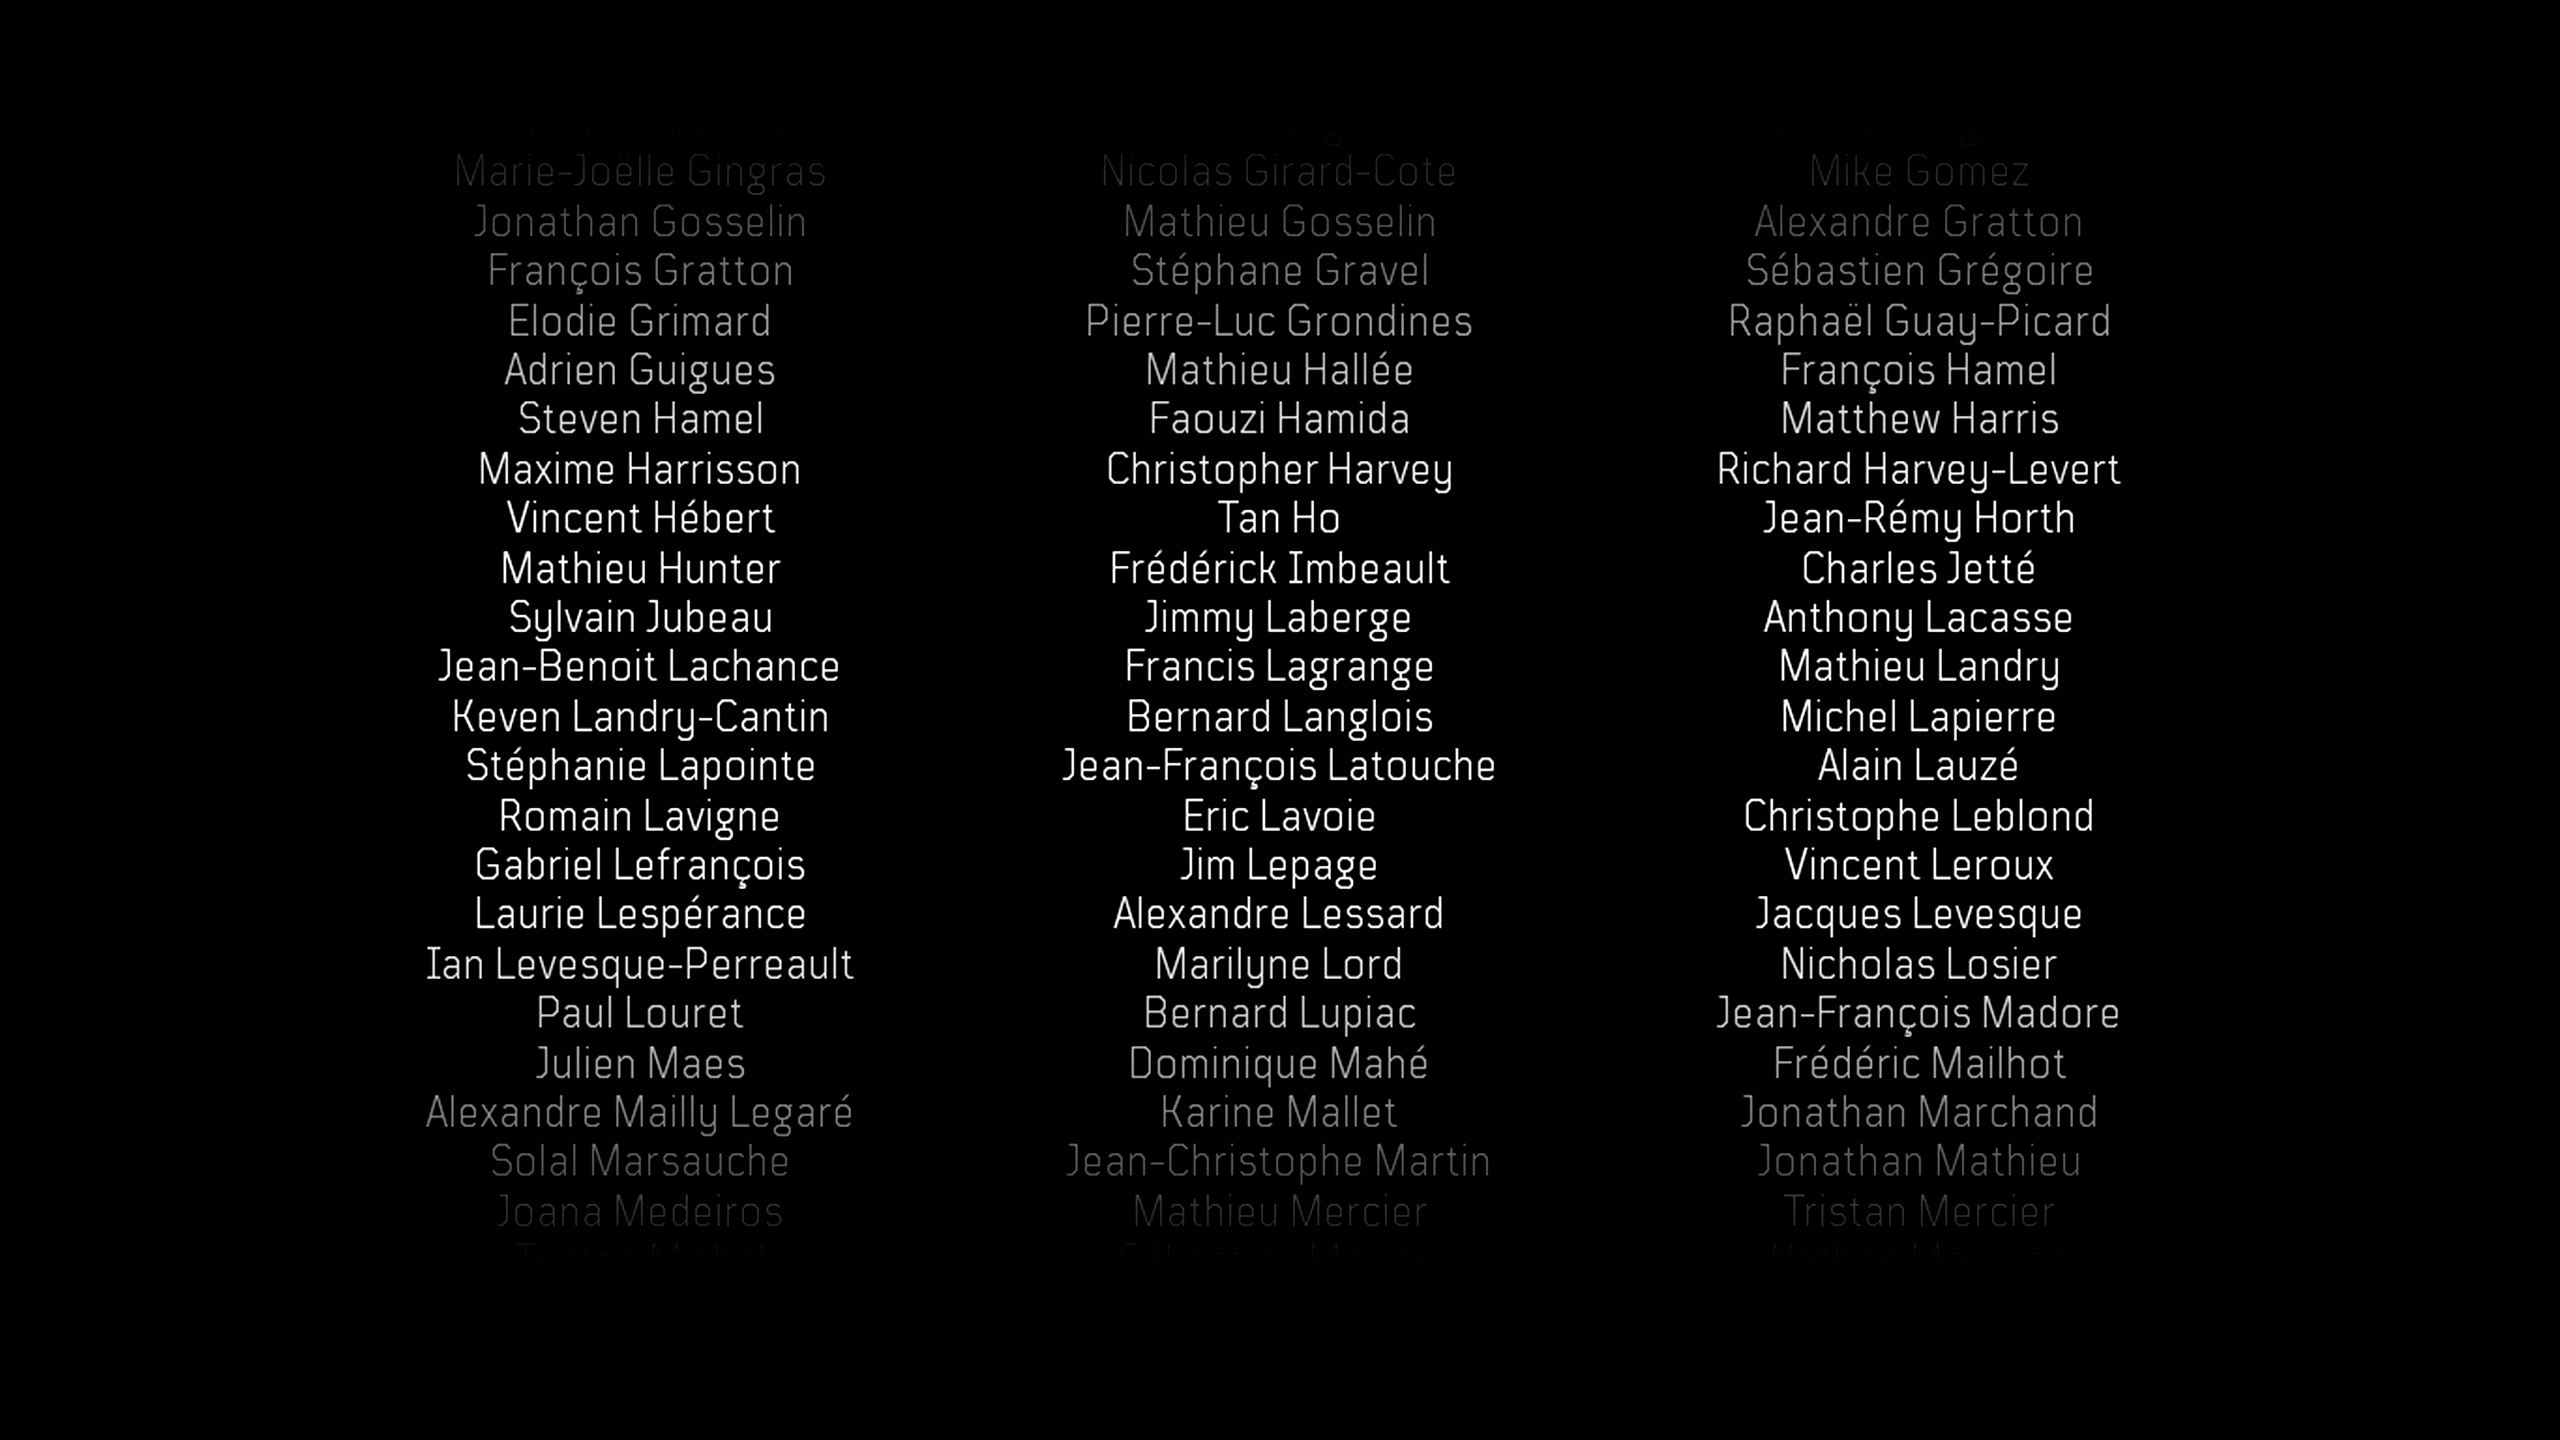 Marie-Joëlle Gingras Nicolas Girard-Cote Mike Gomez
Jonathan Gosselin Mathieu Gosselin Alexandre Gratton
François Gratton Stéphane Gravel Sébastien Grégoire
Elodie Grimard Pierre-Luc Grondines Raphaël Guay-Picard
Adrien Guigues Mathieu Hallée François Hamel
Steven Hamel Faouzi Hamida Matthew Harris
Maxime Harrisson Christopher Harvey Richard Harvey-Levert
Vincent Hébert Tan Ho Jean-Rémy Horth
Mathieu Hunter Frédérick Imbeault Charles Jetté
Sylvain Jubeau Jimmy Laberge Anthony Lacasse
Jean-Benoit Lachance Francis Lagrange Mathieu Landry
Keven Landry-Cantin Bernard Langlois Michel Lapierre
Stéphanie Lapointe Jean-François Latouche Alain Lauzé
Romain Lavigne Eric Lavoie Christophe Leblond
Gabriel Lefrançois Jim Lepage Vincent Leroux
Laurie Lespérance Alexandre Lessard Jacques Levesque
Ian Levesque-Perreault Marilyne Lord Nicholas Losier
Paul Louret Bernard Lupiac Jean-François Madore
Julien Maes Dominique Mahé Frédéric Mailhot
Alexandre Mailly Legaré Karine Mallet Jonathan Marchand
Solal Marsauche Jean-Christophe Martin Jonathan Mathieu
Joana Medeiros Mathieu Mercier Tristan Mercier